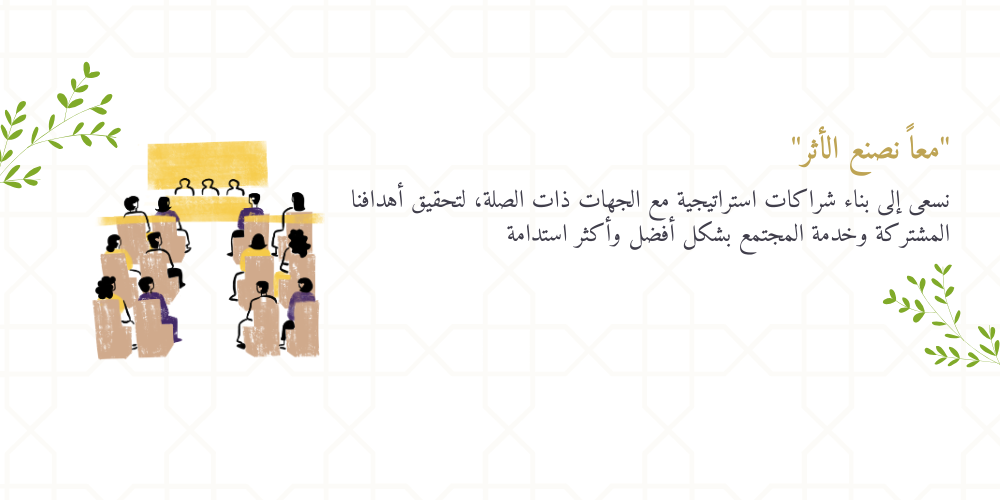 "معاً نصنع الأثر"
نسعى إلى بناء شراكات استراتيجية مع الجهات ذات الصلة، لتحقيق أهدافنا
المشتركة وخدمة المجتمع بشكل أفضل وأكثر استدامة